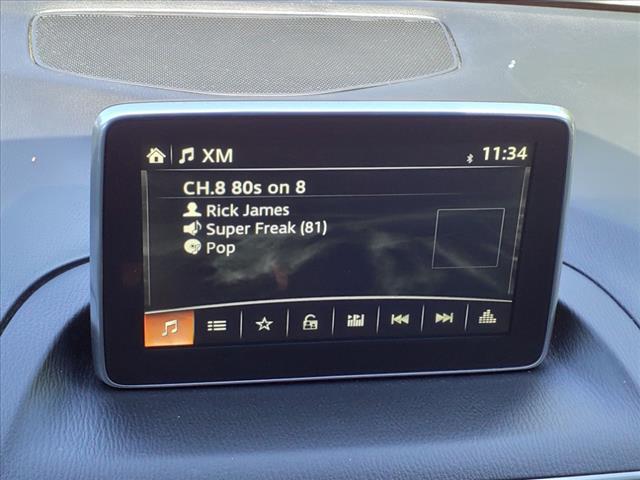 XM 11:34
CH.8 80s on 8
Rick James
Super Freak (81)
Pop